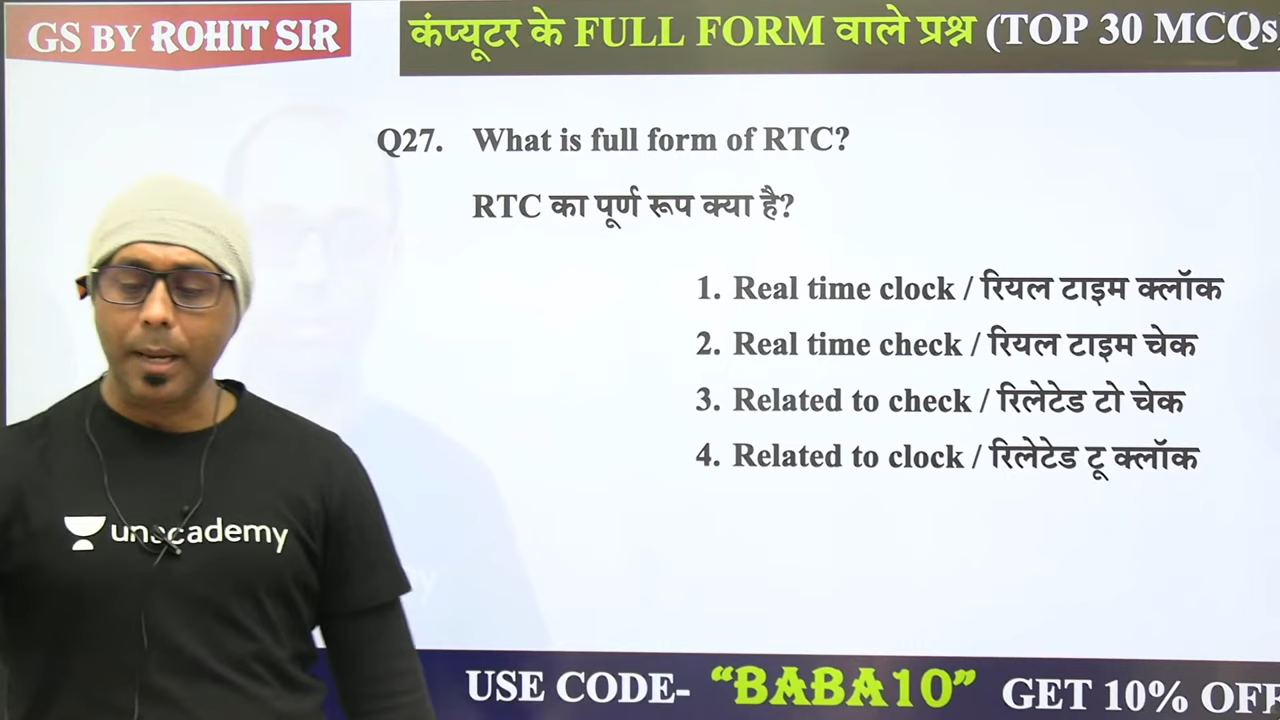 GS BY ROHIT SIR
कंप्यूटर के FULL FORM वाले प्रश्न (TOP 30 MCQs)
Q27. What is full form of RTC?
RTC का पूर्ण रूप क्या है?
1. Real time clock / रियल टाइम क्लॉक
2. Real time check / रियल टाइम चेक
3. Related to check / रिलेटेड टो चेक
4. Related to clock / रिलेटेड टू क्लॉक
unacademy
USE CODE- “BABA10” GET 10% OFF